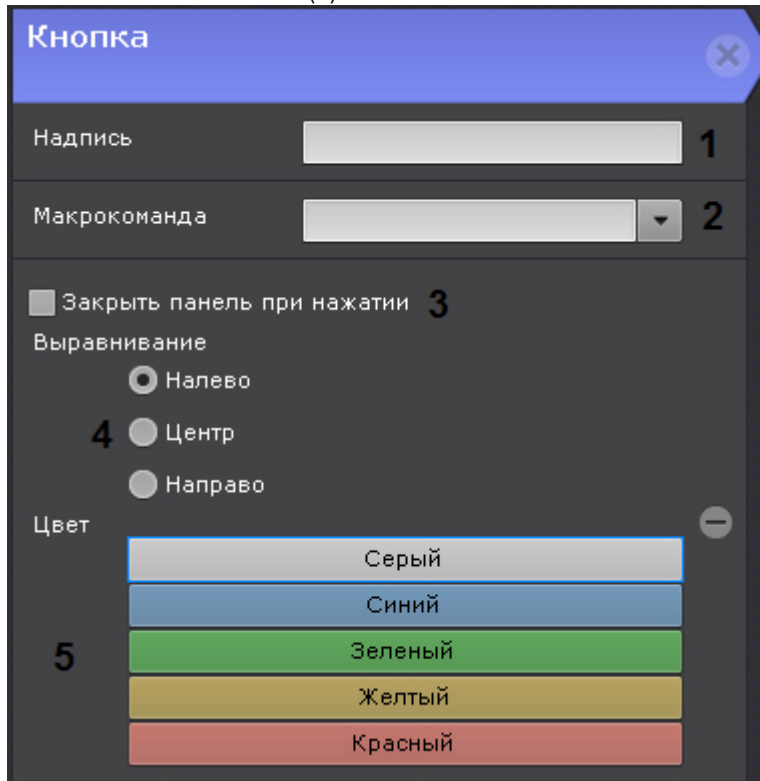 Кнопка
Надпись 1
Макрокоманда 2
Закрыть панель при нажатии 3
Выравнивание
Налево
4 Центр
Направо
Цвет
Серый
Синий
5 Зеленый
Желтый
Красный